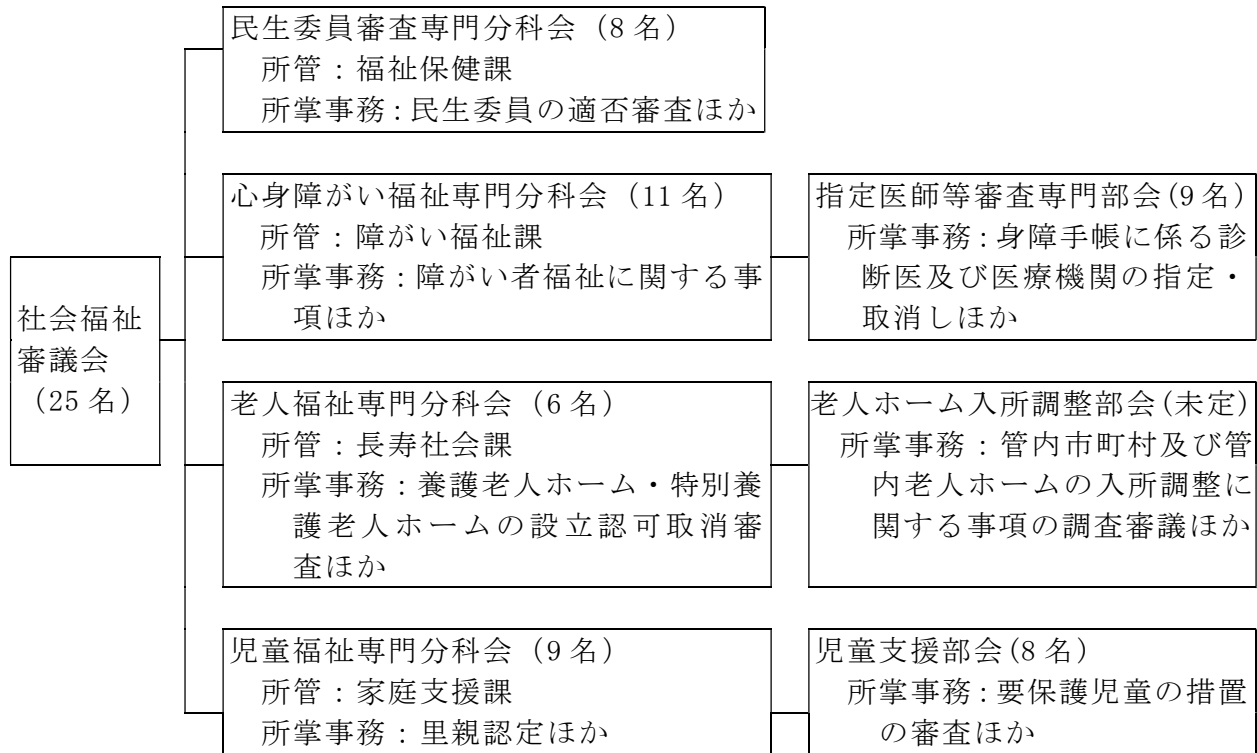 社会福祉
審議会
（25 名）
民生委員審査専門分科会（8 名）
所管：福祉保健課
所掌事務：民生委員の適否審査ほか
心身障がい福祉専門分科会（11 名）
所管：障がい福祉課
所掌事務：障がい者福祉に関する事
項ほか
指定医師等審査専門部会(9 名)
所掌事務：身障手帳に係る診
断医及び医療機関の指定・
取消しほか
老人福祉専門分科会（6 名）
所管：長寿社会課
所掌事務：養護老人ホーム・特別養
護老人ホームの設立認可取消審
査ほか
老人ホーム入所調整部会(未定)
所掌事務：管内市町村及び管
内老人ホームの入所調整に
関する事項の調査審議ほか
児童福祉専門分科会（9 名）
所管：家庭支援課
所掌事務：里親認定ほか
児童支援部会(8 名)
所掌事務：要保護児童の措置
の審査ほか